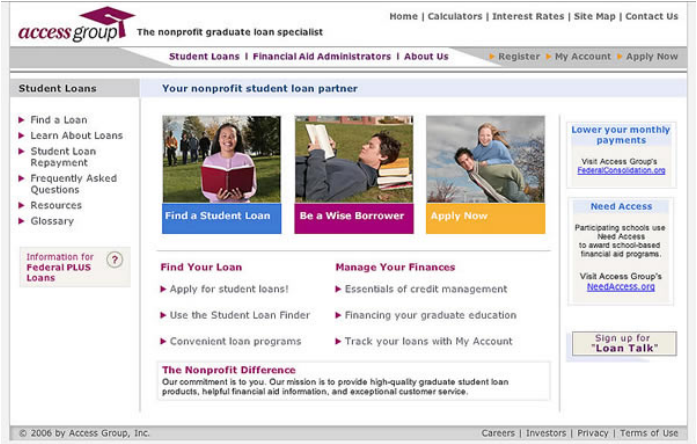 Home | Calculators | Interest Rates | Site Map | Contact Us
accessgroup The nonprofit graduate loan specialist
Student Loans | Financial Aid Administrators | About Us
Register My Account Apply Now
Student Loans
Find a Loan
Learn About Loans
Student Loan
Repayment
Frequently Asked
Questions
Resources
Glossary
Information for
Federal PLUS
Loans
?
Your nonprofit student loan partner
Find a Student Loan
Be a Wise Borrower
Apply Now
Find Your Loan
Apply for student loans!
Use the Student Loan Finder
Convenient loan programs
Manage Your Finances
Essentials of credit management
Financing your graduate education
Track your loans with My Account
The Nonprofit Difference
Our commitment is to you. Our mission is to provide high-quality graduate student loan
products, helpful financial aid information, and exceptional customer service.
Lower your monthly
payments
Visit Access Group's
FederalConsolidation.org
Need Access
Participating schools use
Need Access
to award school-based
financial aid programs.
Visit Access Group's
NeedAccess.org
Sign up for
"Loan Talk"
© 2006 by Access Group, Inc.
Careers | Investors | Privacy | Terms of Use